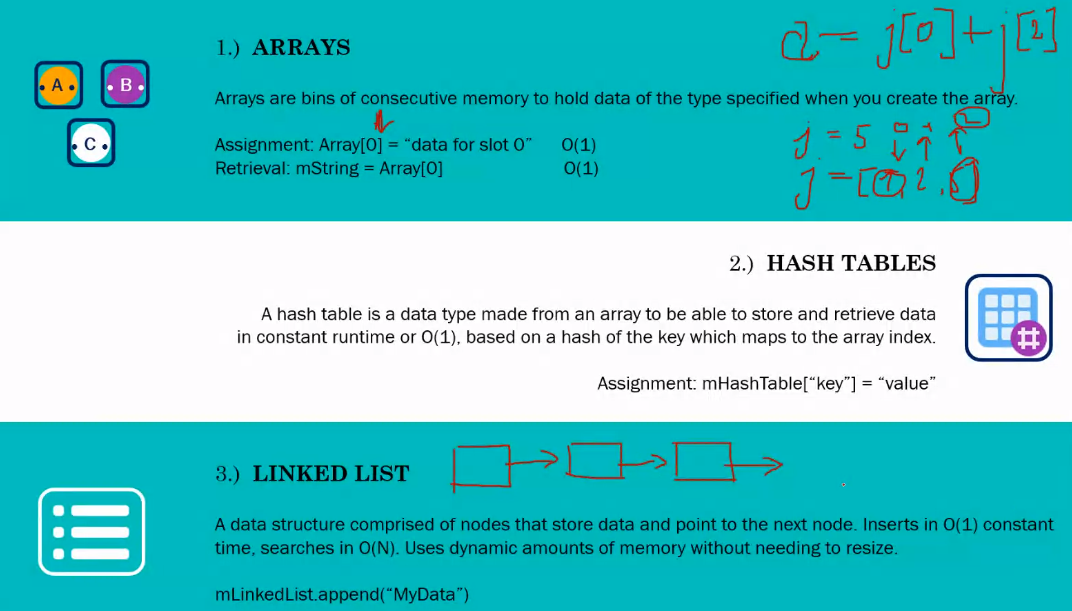 1.) ARRAYS
a = j[0] + j[2]
A
B
C
Arrays are bins of consecutive memory to hold data of the type specified when you create the array.
Assignment: Array[0] = “data for slot 0” O(1)
Retrieval: mString = Array[0] O(1)
j = 5
2
j = [1, 2, 5]
2.) HASH TABLES
A hash table is a data type made from an array to be able to store and retrieve data
in constant runtime or O(1), based on a hash of the key which maps to the array index.
#
Assignment: mHashTable[“key”] = “value”
3.) LINKED LIST
A data structure comprised of nodes that store data and point to the next node. Inserts in O(1) constant
time, searches in O(N). Uses dynamic amounts of memory without needing to resize.
mLinkedList.append(“MyData”)